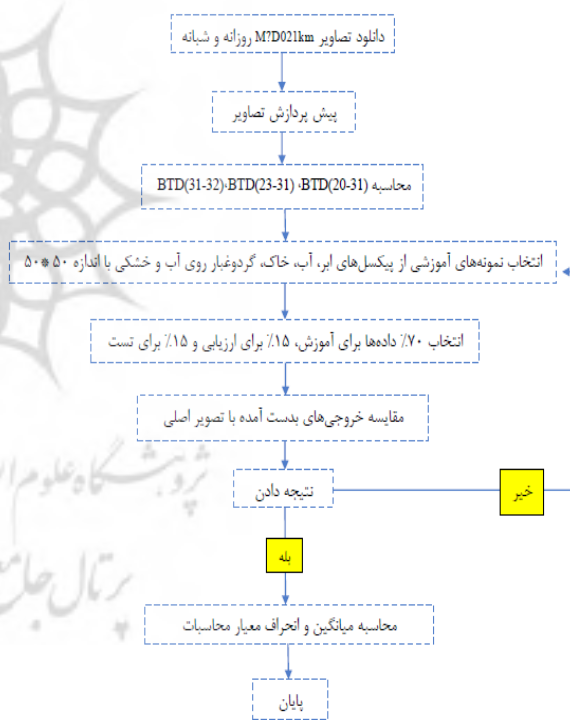 دانلود تصاویر M?D021km روزانه و شبانه
پیش پردازش تصاویر
محاسبه BTD(31-32)،BTD(23-31) ،BTD(20-31)
انتخاب نمونه‌های آموزشی از پیکسل‌های ابر، آب، خاک، گردوغبار روی آب و خشکی با اندازه ۵۰*۵۰
انتخاب ۷۰٪ داده‌ها برای آموزش، ۱۵٪ برای ارزیابی و ۱۵٪ برای تست
مقایسه خروجی‌های بدست آمده با تصویر اصلی
نتیجه دادن
خیر
بله
محاسبه میانگین و انحراف معیار محاسبات
پایان